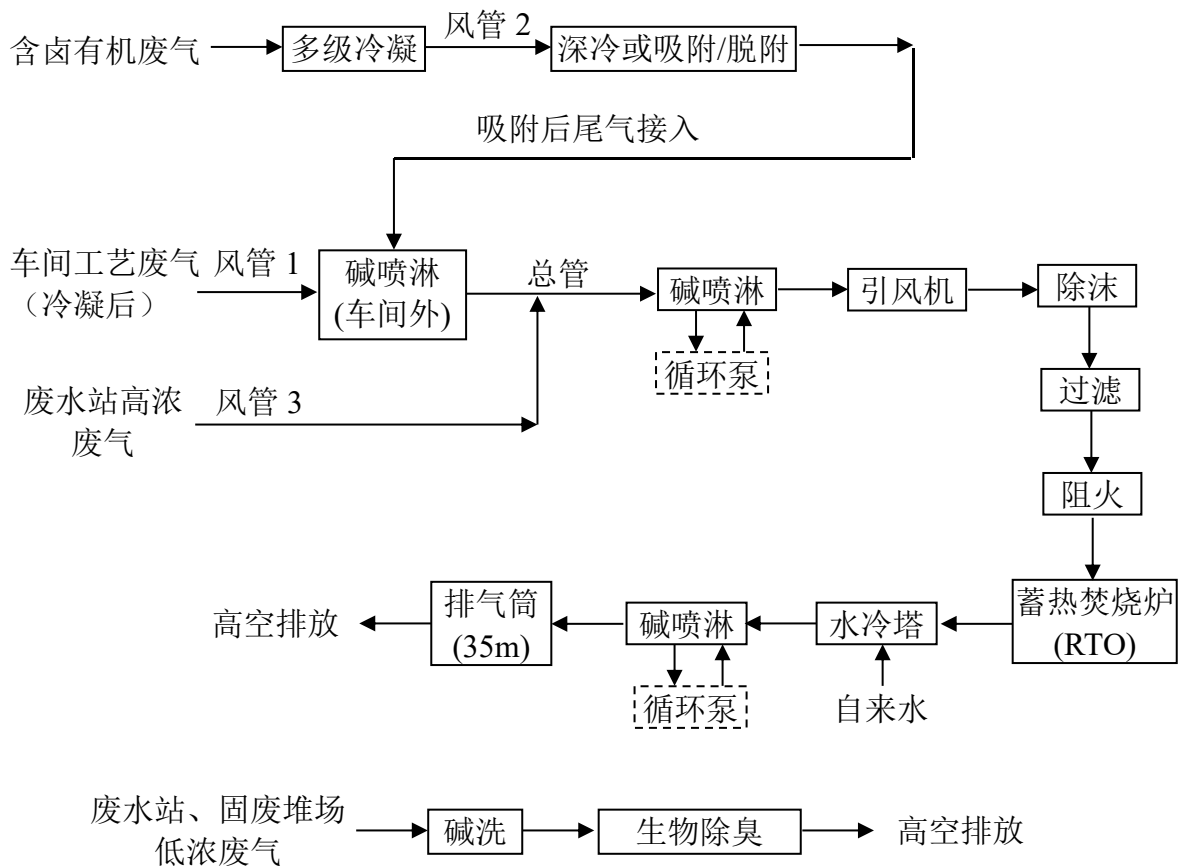 含卤有机废气
多级冷凝
风管 2
深冷或吸附/脱附
吸附后尾气接入
车间工艺废气
（冷凝后）
风管 1
碱喷淋
(车间外)
总管
碱喷淋
引风机
除沫
循环泵
过滤
废水站高浓
废气
风管 3
阻火
高空排放
排气筒
(35m)
碱喷淋
水冷塔
蓄热焚烧炉
(RTO)
循环泵
自来水
废水站、固废堆场
低浓废气
碱洗
生物除臭
高空排放